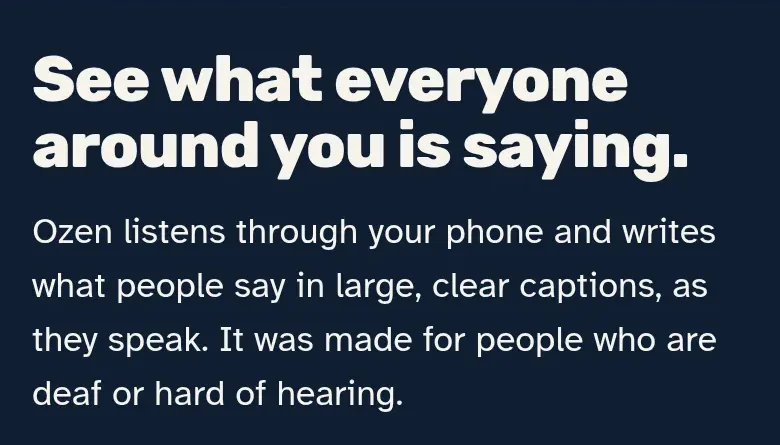 See what everyone
around you is saying.
Ozen listens through your phone and writes
what people say in large, clear captions, as
they speak. It was made for people who are
deaf or hard of hearing.